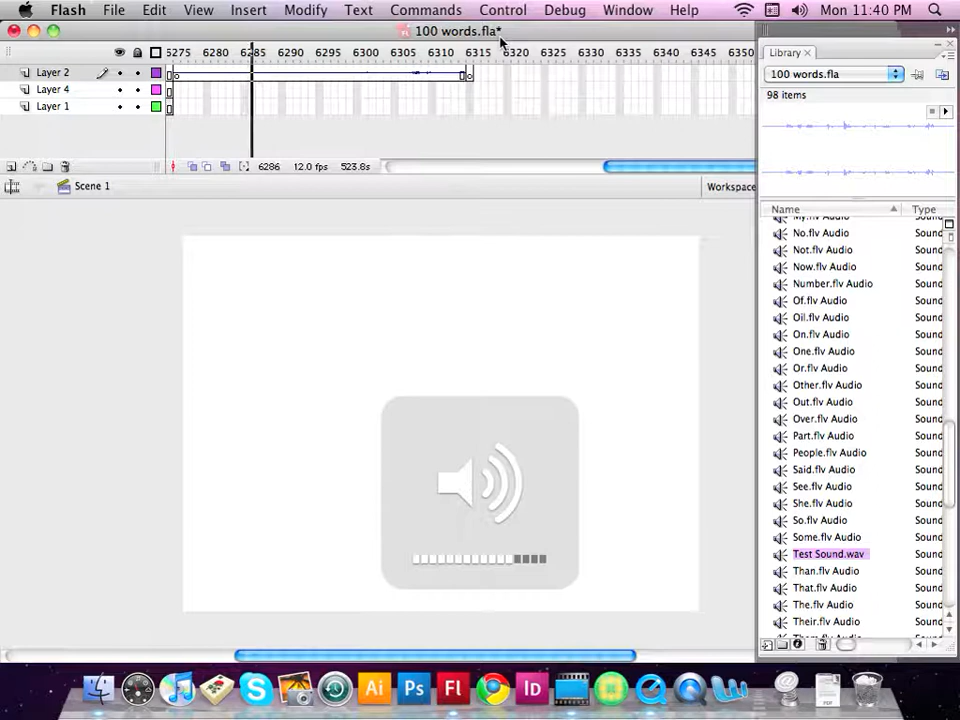 Flash File Edit View Insert Modify Text Commands Control Debug Window Help Mon 11:40 PM
100 words.fla*
5275 6280 6285 6290 6295 6300 6305 6310 6315 6320 6325 6330 6335 6340 6345 6350
Layer 2
Layer 4
Layer 1
6286 12.0 fps 523.8s
Scene 1 Workspace
Library
100 words.fla
98 items
Name Type
My.flv Audio Sound
No.flv Audio Sound
Not.flv Audio Sound
Now.flv Audio Sound
Number.flv Audio Sound
Of.flv Audio Sound
Oil.flv Audio Sound
On.flv Audio Sound
One.flv Audio Sound
Or.flv Audio Sound
Other.flv Audio Sound
Out.flv Audio Sound
Over.flv Audio Sound
Part.flv Audio Sound
People.flv Audio Sound
Said.flv Audio Sound
See.flv Audio Sound
She.flv Audio Sound
So.flv Audio Sound
Some.flv Audio Sound
Test Sound.wav Sound
Than.flv Audio Sound
That.flv Audio Sound
The.flv Audio Sound
Their.flv Audio Sound
Ai Ps Fl Id
PDF